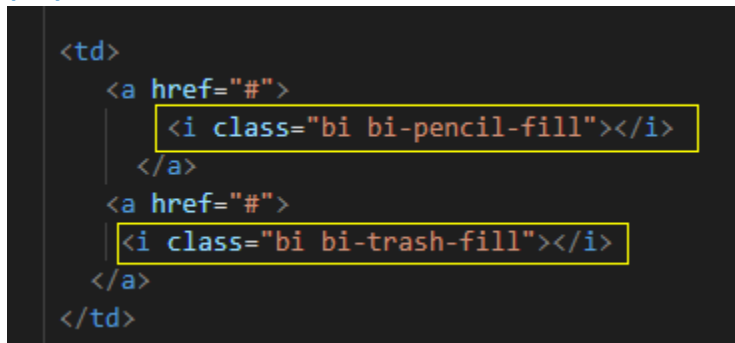 <td>
<a href="#">
<i class="bi bi-pencil-fill"></i>
</a>
<a href="#">
<i class="bi bi-trash-fill"></i>
</a>
</td>